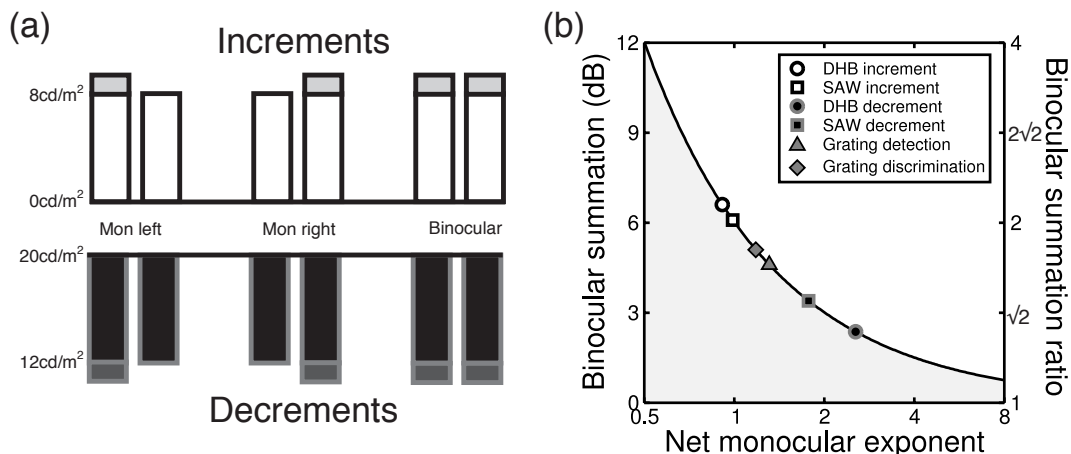 (a)
Increments
8cd/m²
0cd/m²
Mon left
Mon right
Binocular
20cd/m²
12cd/m²
Decrements
(b)
Binocular summation (dB)
12
9
6
3
0
DHB increment
SAW increment
DHB decrement
SAW decrement
Grating detection
Grating discrimination
4
2√2
2
√2
1
Binocular summation ratio
0.5
1
2
4
8
Net monocular exponent